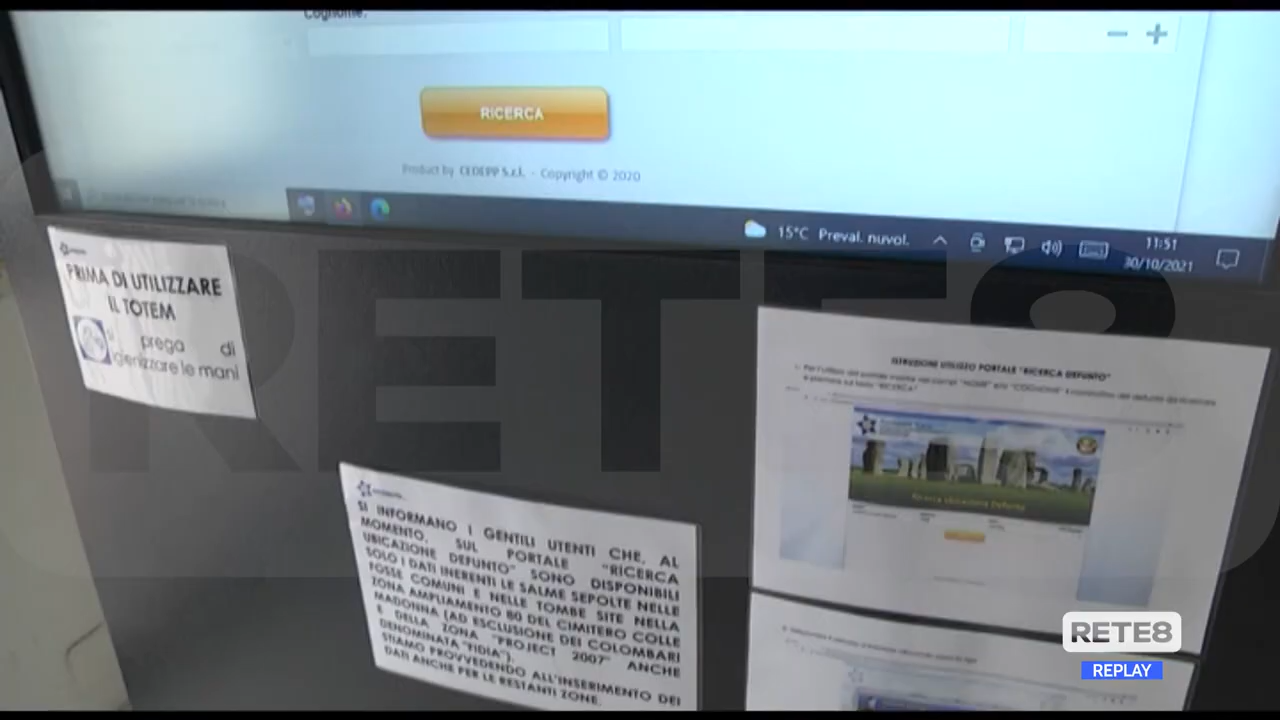 Cognome:
RICERCA
Product by CEDEPP S.r.l. - Copyright © 2020
15°C Preval. nuvol.
11:51
30/10/2021
PRIMA DI UTILIZZARE
IL TOTEM
si prega di
igienizzare le mani
SI INFORMANO I GENTILI UTENTI CHE, AL
MOMENTO, SUL PORTALE "RICERCA
UBICAZIONE DEFUNTO" SONO DISPONIBILI
SOLO I DATI INERENTI LE SALME SEPOLTE NELLE
FOSSE COMUNI E NELLE TOMBE SITE NELLA
ZONA AMPLIAMENTO 80 DEL CIMITERO COLLE
MADONNA (AD ESCLUSIONE DEI COLOMBARI
E DELLA ZONA "PROJECT 2007" ANCHE
DENOMINATA "FIDIA").
STIAMO PROVVEDENDO ALL'INSERIMENTO DEI
DATI ANCHE PER LE RESTANTI ZONE.
ISTRUZIONI UTILIZZO PORTALE "RICERCA DEFUNTO"
Ricerca Ubicazione Defunto
RETE8
RETE8
REPLAY